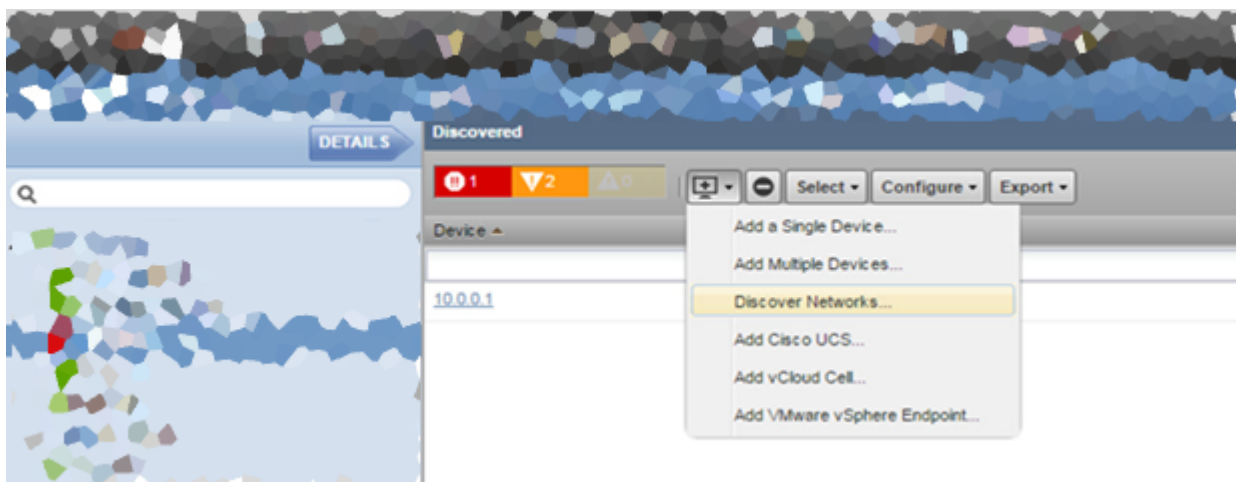 DETAILS
Discovered
1 2 0 Select Configure Export
Device
10.0.0.1
Add a Single Device...
Add Multiple Devices...
Discover Networks...
Add Cisco UCS...
Add vCloud Cell...
Add VMware vSphere Endpoint...